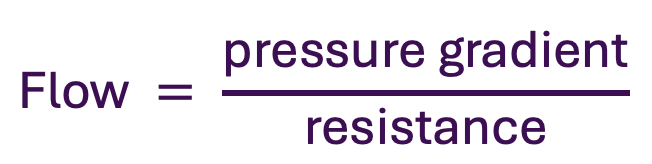 Flow = pressure gradient
resistance